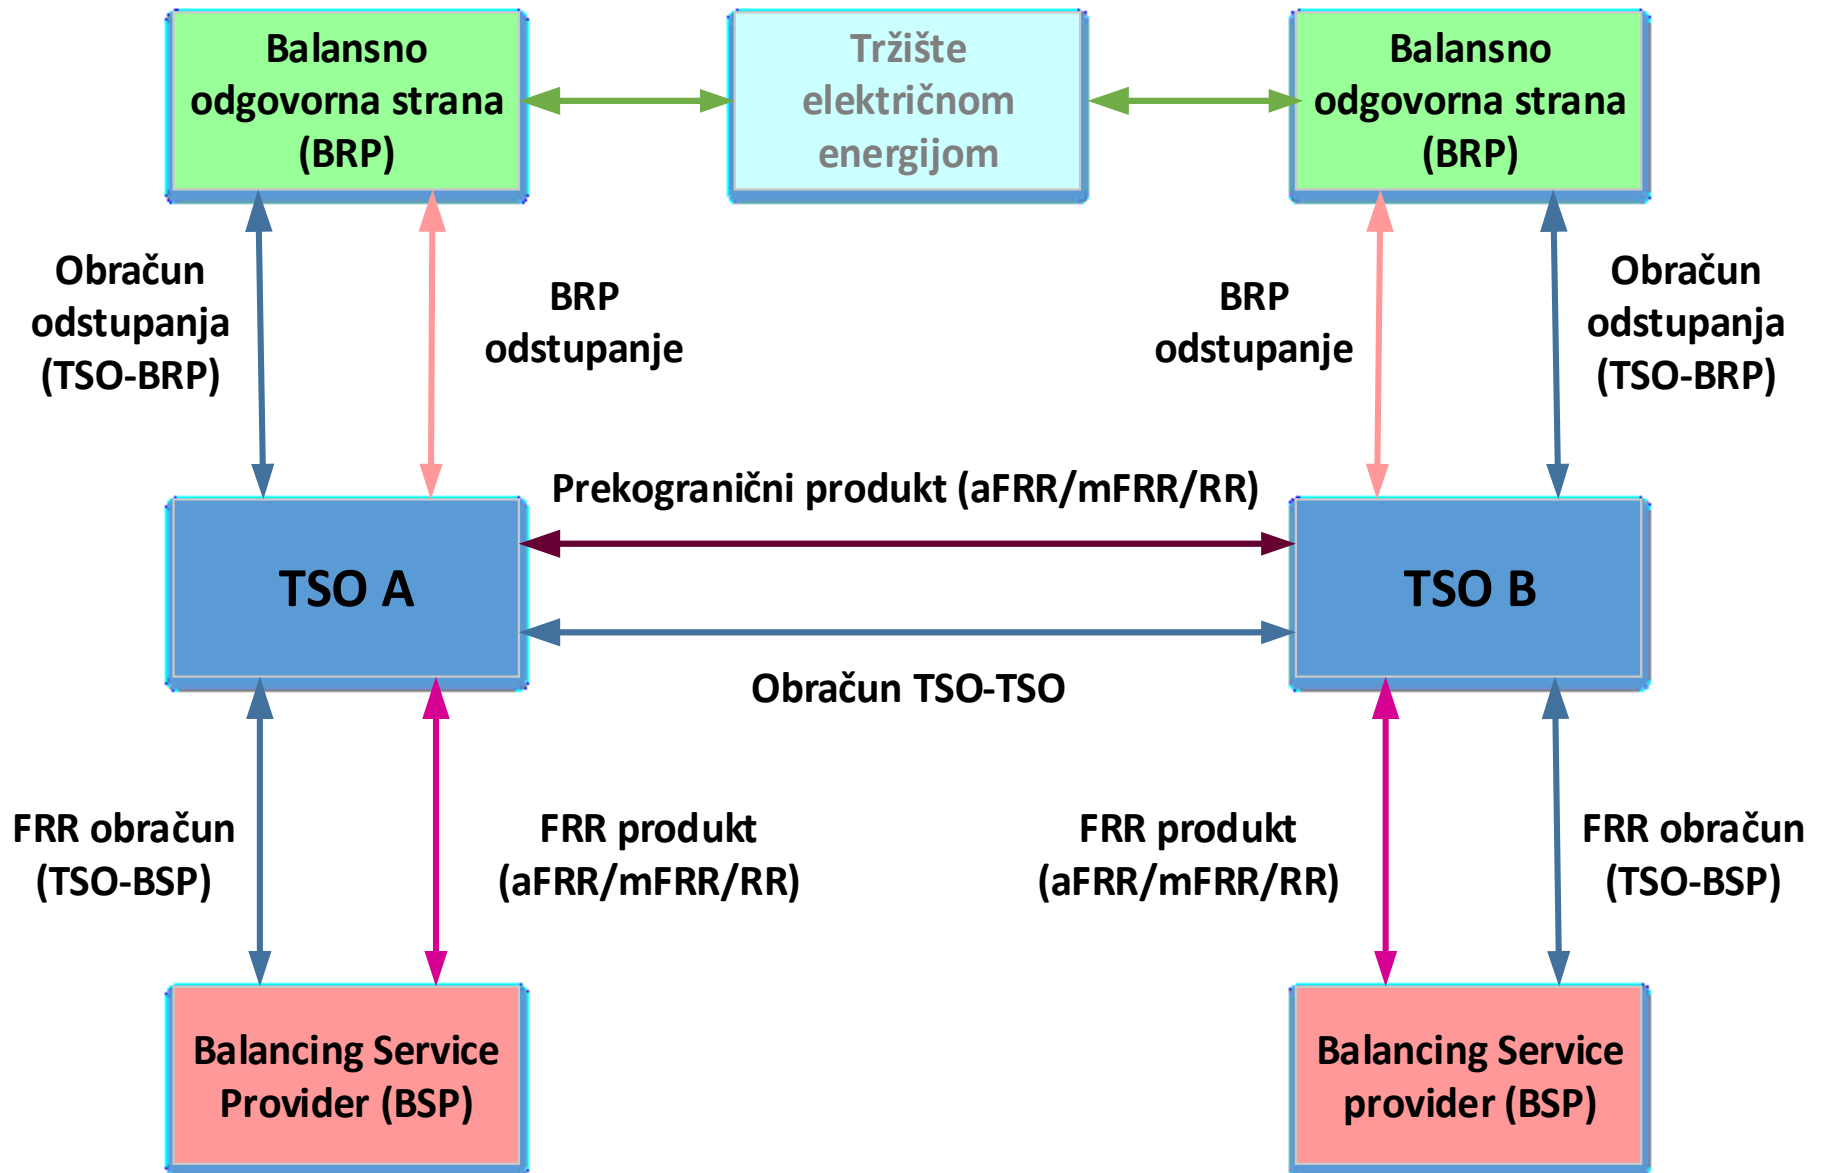 Balansno
odgovorna strana
(BRP)
Tržište
električnom
energijom
Balansno
odgovorna strana
(BRP)
Obračun
odstupanja
(TSO-BRP)
BRP
odstupanje
BRP
odstupanje
Obračun
odstupanja
(TSO-BRP)
Prekogranični produkt (aFRR/mFRR/RR)
TSO A
TSO B
Obračun TSO-TSO
FRR obračun
(TSO-BSP)
FRR produkt
(aFRR/mFRR/RR)
FRR produkt
(aFRR/mFRR/RR)
FRR obračun
(TSO-BSP)
Balancing Service
Provider (BSP)
Balancing Service
provider (BSP)